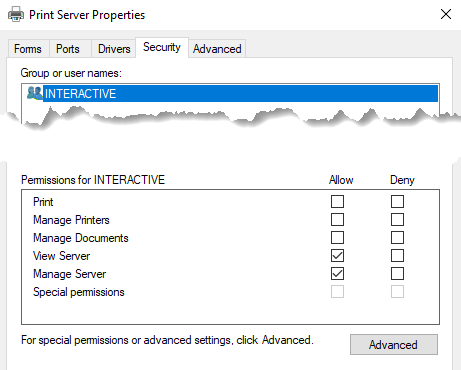 Print Server Properties
Forms Ports Drivers Security Advanced
Group or user names:
INTERACTIVE
Permissions for INTERACTIVE Allow Deny
Print
Manage Printers
Manage Documents
View Server
Manage Server
Special permissions
For special permissions or advanced settings, click Advanced. Advanced